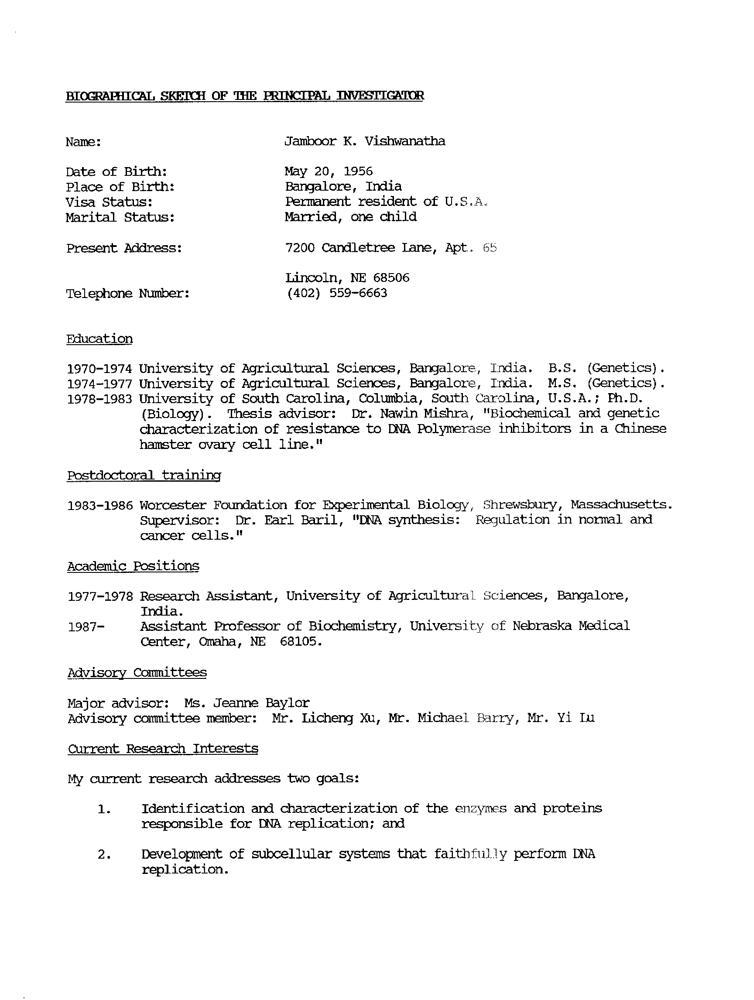 BIOGRAPHICAL SKETCH OF THE PRINCIPAL INVESTIGATOR
Name: Jamboor K. Vishwanatha
Date of Birth: May 20, 1956
Place of Birth: Bangalore, India
Visa Status: Permanent resident of U.S.A.
Marital Status: Married, one child
Present Address: 7200 Candletree Lane, Apt. 65
Lincoln, NE 68506
Telephone Number: (402) 559-6663
Education
1970-1974 University of Agricultural Sciences, Bangalore, India. B.S. (Genetics).
1974-1977 University of Agricultural Sciences, Bangalore, India. M.S. (Genetics).
1978-1983 University of South Carolina, Columbia, South Carolina, U.S.A.; Ph.D.
(Biology). Thesis advisor: Dr. Nawin Mishra, "Biochemical and genetic
characterization of resistance to DNA Polymerase inhibitors in a Chinese
hamster ovary cell line."
Postdoctoral training
1983-1986 Worcester Foundation for Experimental Biology, Shrewsbury, Massachusetts.
Supervisor: Dr. Earl Baril, "DNA synthesis: Regulation in normal and
cancer cells."
Academic Positions
1977-1978 Research Assistant, University of Agricultural Sciences, Bangalore,
India.
1987- Assistant Professor of Biochemistry, University of Nebraska Medical
Center, Omaha, NE 68105.
Advisory Committees
Major advisor: Ms. Jeanne Baylor
Advisory committee member: Mr. Licheng Xu, Mr. Michael Barry, Mr. Yi Lu
Current Research Interests
My current research addresses two goals:
1. Identification and characterization of the enzymes and proteins
responsible for DNA replication; and
2. Development of subcellular systems that faithfully perform DNA
replication.